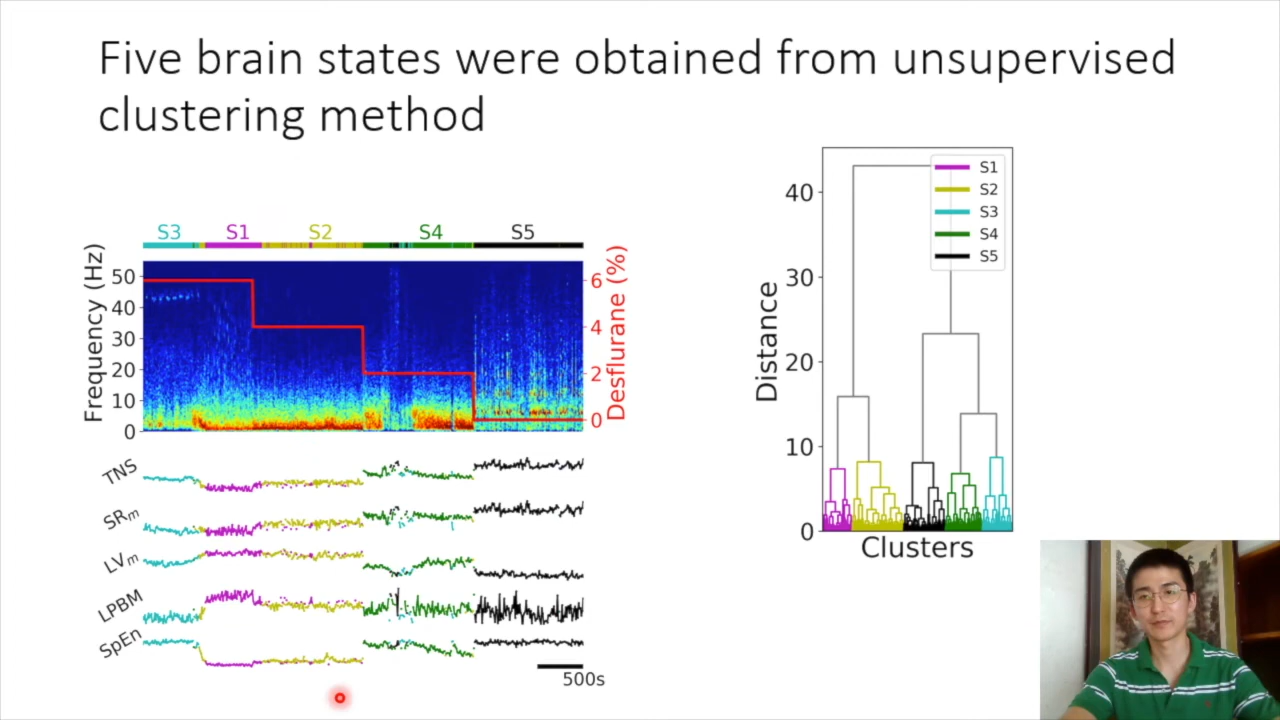 Five brain states were obtained from unsupervised
clustering method
S3 S1 S2 S4 S5
Frequency (Hz)
50
40
30
20
10
0
6
4
2
0
Desflurane (%)
TNS
SRm
LVm
LPBM
SpEn
500s
Distance
40
30
20
10
0
S1
S2
S3
S4
S5
Clusters